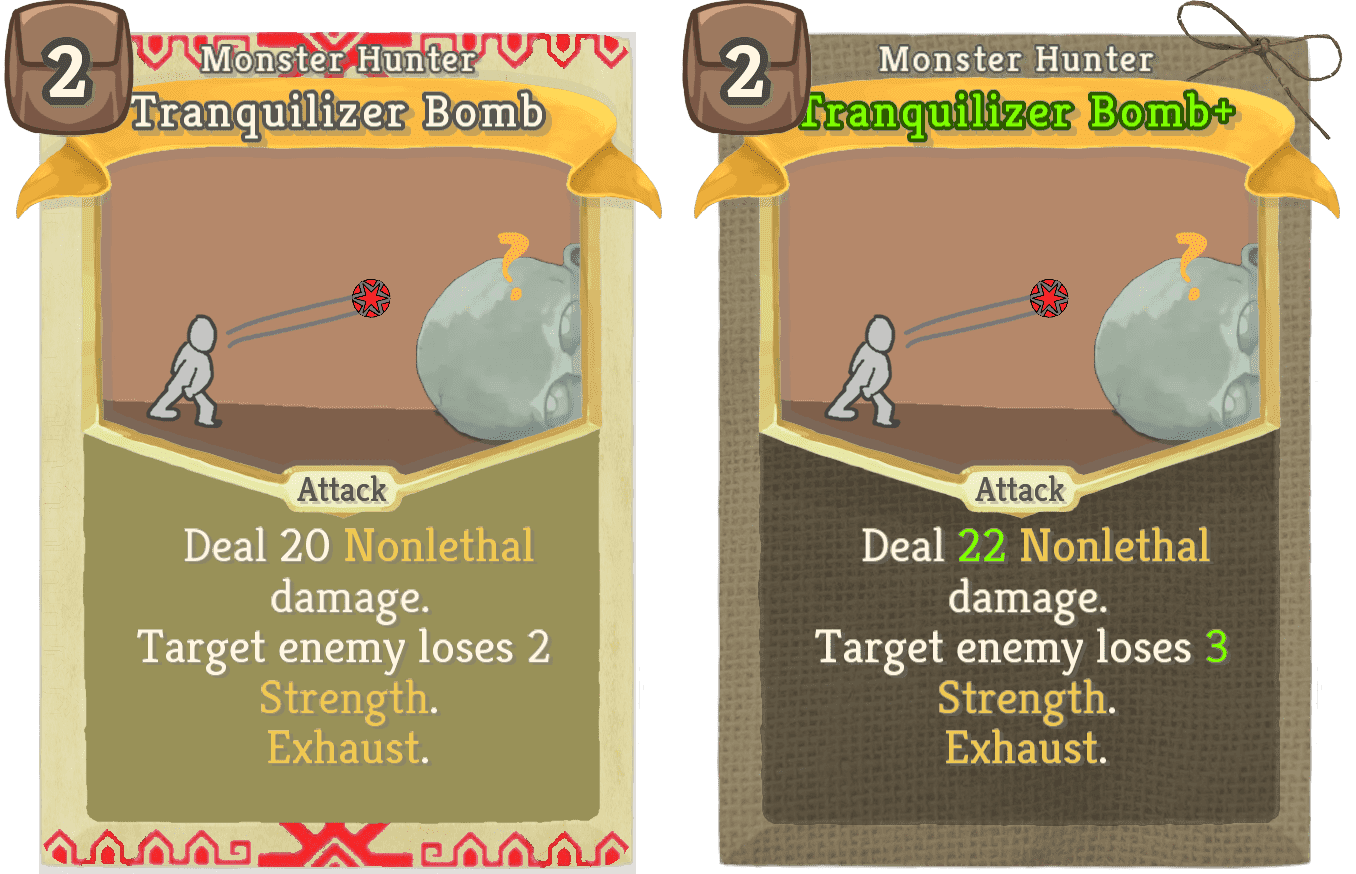 2
Monster Hunter
Tranquilizer Bomb
?
Attack
Deal 20 Nonlethal
damage.
Target enemy loses 2
Strength.
Exhaust.
2
Monster Hunter
Tranquilizer Bomb+
?
Attack
Deal 22 Nonlethal
damage.
Target enemy loses 3
Strength.
Exhaust.